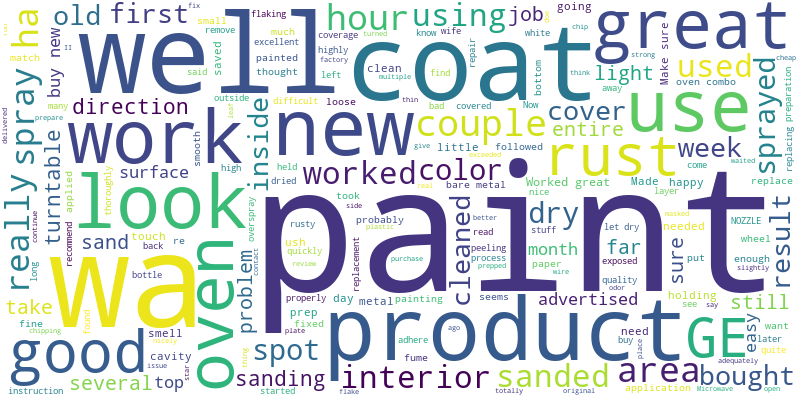 old first flaking small remove much hour using job going fix
ha match buy new saved said excellent painted thought coverage highly left know wife clean white bottom repair chip think multiple find
well coat great
Make sure strong factory cheap
really spray many direction outside loose bad covered Now light used oven combo away
delivered prepare turntable work smooth inside new couple cover entire use sprayed replacing preparation
surface high held difficult give little followed rust week come waited
applied thoroughly look worked color bare metal Worked great nice Made happy layer replace
dried exceeded real
wa paint
recommend continue sand touch back re oven overspray rusty took side probably better read peeling stuff dry month process paper let dry exposed far needed masked sure put NOZZLE wheel enough slightly result
long bottle problem cleaned ush quickly review contact plastic replacement purchase prepped wire quality odor advertised holding see say still
take fine chipping found smell nicely cavity issue properly plate prep fixed day metal painting seems product need buy GE easy want later quite
good several top star thing spot adhere fume ago place area adequately
instruction sanding started flake interior totally sanded original application bought Microwave open